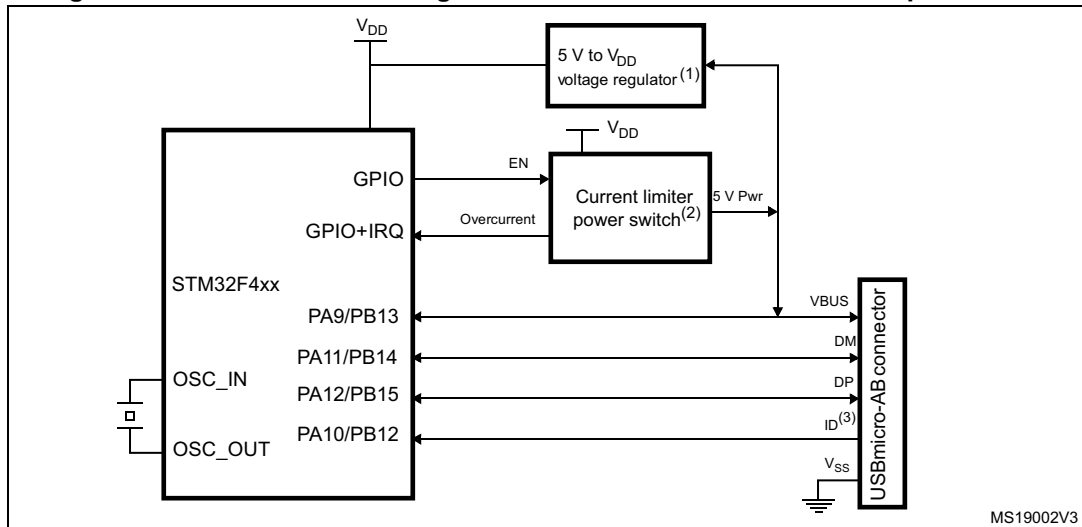 VDD
5 V to VDD
voltage regulator(1)
VDD
EN
GPIO
Current limiter
power switch(2)
5 V Pwr
Overcurrent
GPIO+IRQ
STM32F4xx
PA9/PB13
VBUS
PA11/PB14
DM
OSC_IN
PA12/PB15
DP
PA10/PB12
ID(3)
OSC_OUT
VSS
USBmicro-AB connector
MS19002V3